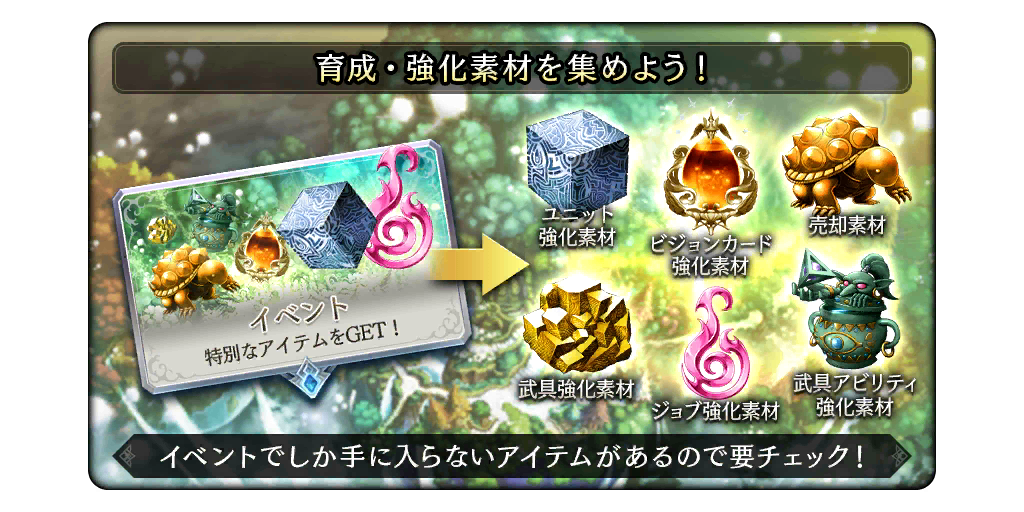 育成・強化素材を集めよう！
イベント
特別なアイテムをGET！
ユニット
強化素材
ビジョンカード
強化素材
売却素材
武具強化素材
ジョブ強化素材
武具アビリティ
強化素材
イベントでしか手に入らないアイテムがあるので要チェック！